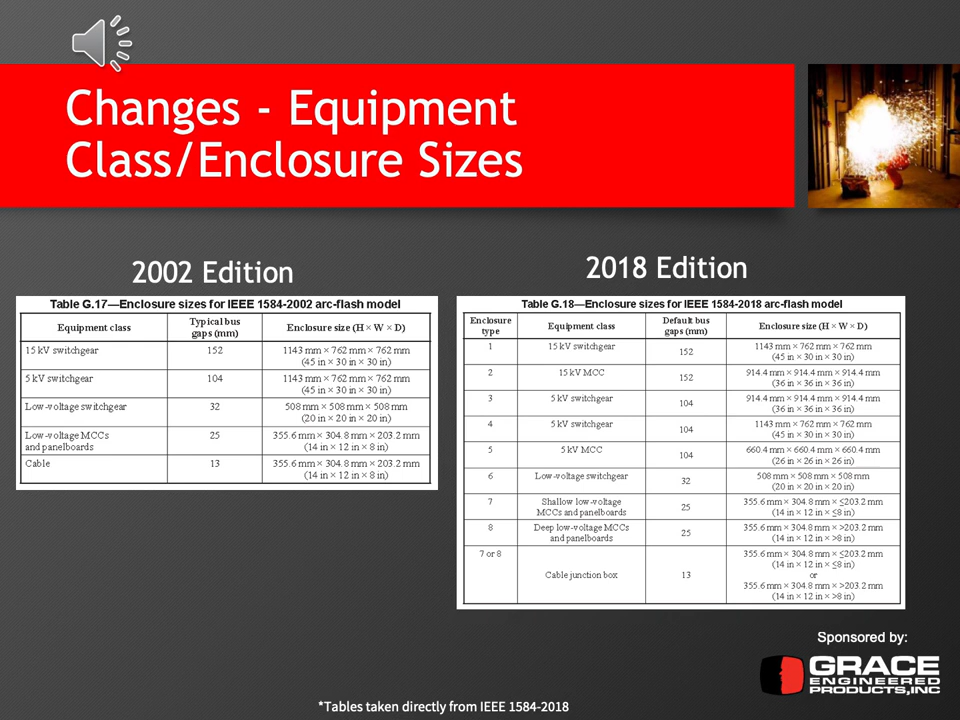 Changes - Equipment
Class/Enclosure Sizes
2002 Edition
Table G.17—Enclosure sizes for IEEE 1584-2002 arc-flash model
Equipment class
Typical bus
gaps (mm)
Enclosure size (H × W × D)
15 kV switchgear
152
1143 mm × 762 mm × 762 mm
(45 in × 30 in × 30 in)
5 kV switchgear
104
1143 mm × 762 mm × 762 mm
(45 in × 30 in × 30 in)
Low-voltage switchgear
32
508 mm × 508 mm × 508 mm
(20 in × 20 in × 20 in)
Low-voltage MCCs
and panelboards
25
355.6 mm × 304.8 mm × 203.2 mm
(14 in × 12 in × 8 in)
Cable
13
355.6 mm × 304.8 mm × 203.2 mm
(14 in × 12 in × 8 in)
2018 Edition
Table G.18—Enclosure sizes for IEEE 1584-2018 arc-flash model
Enclosure
type
Equipment class
Default bus
gaps (mm)
Enclosure size (H × W × D)
1
15 kV switchgear
152
1143 mm × 762 mm × 762 mm
(45 in × 30 in × 30 in)
2
15 kV MCC
152
914.4 mm × 914.4 mm × 914.4 mm
(36 in × 36 in × 36 in)
3
5 kV switchgear
104
914.4 mm × 914.4 mm × 914.4 mm
(36 in × 36 in × 36 in)
4
5 kV switchgear
104
1143 mm × 762 mm × 762 mm
(45 in × 30 in × 30 in)
5
5 kV MCC
104
660.4 mm × 660.4 mm × 660.4 mm
(26 in × 26 in × 26 in)
6
Low-voltage switchgear
32
508 mm × 508 mm × 508 mm
(20 in × 20 in × 20 in)
7
Shallow low-voltage
MCCs and panelboards
25
355.6 mm × 304.8 mm × ≤203.2 mm
(14 in × 12 in × ≤8 in)
8
Deep low-voltage MCCs
and panelboards
25
355.6 mm × 304.8 mm × >203.2 mm
(14 in × 12 in × >8 in)
7 or 8
Cable junction box
13
355.6 mm × 304.8 mm × ≤203.2 mm
(14 in × 12 in × ≤8 in)
or
355.6 mm × 304.8 mm × >203.2 mm
(14 in × 12 in × >8 in)
Sponsored by:
GRACE
ENGINEERED
PRODUCTS, INC
*Tables taken directly from IEEE 1584-2018